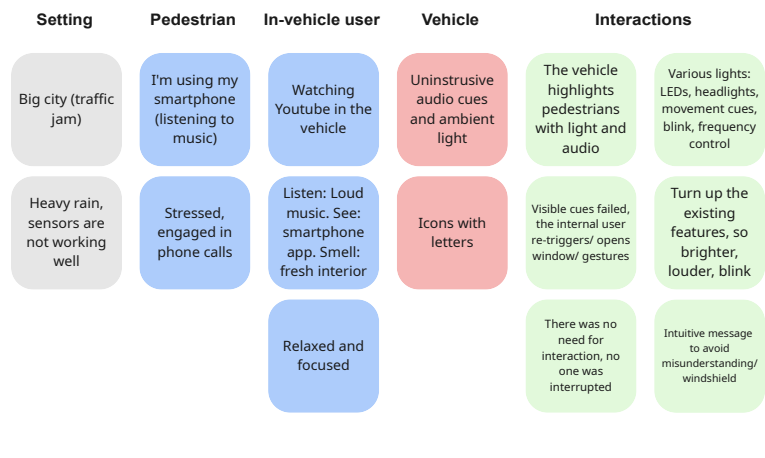 Setting
Pedestrian
In-vehicle user
Vehicle
Interactions
Big city (traffic
jam)
I'm using my
smartphone
(listening to
music)
Watching
Youtube in the
vehicle
Uninstrusive
audio cues
and ambient
light
The vehicle
highlights
pedestrians
with light and
audio
Various lights:
LEDs, headlights,
movement cues,
blink, frequency
control
Heavy rain,
sensors are
not working
well
Stressed,
engaged in
phone calls
Listen: Loud
music. See:
smartphone
app. Smell:
fresh interior
Icons with
letters
Visible cues failed,
the internal user
re-triggers/ opens
window/ gestures
Turn up the
existing
features, so
brighter,
louder, blink
Relaxed and
focused
There was no
need for
interaction, no
one was
interrupted
Intuitive message
to avoid
misunderstanding/
windshield